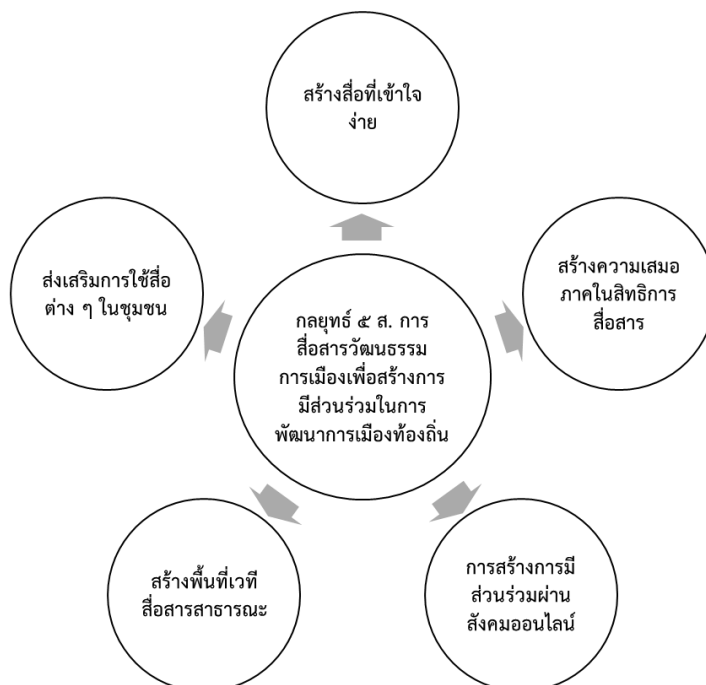 สร้างสื่อที่เข้าใจ
ง่าย
สร้างความเสมอ
ภาคในสิทธิการ
สื่อสาร
การสร้างการมี
ส่วนร่วมผ่าน
สังคมออนไลน์
สร้างพื้นที่เวที
สื่อสารสาธารณะ
ส่งเสริมการใช้สื่อ
ต่าง ๆ ในชุมชน
กลยุทธ์ ๕ ส. การ
สื่อสารวัฒนธรรม
การเมืองเพื่อสร้างการ
มีส่วนร่วมในการ
พัฒนาการเมืองท้องถิ่น